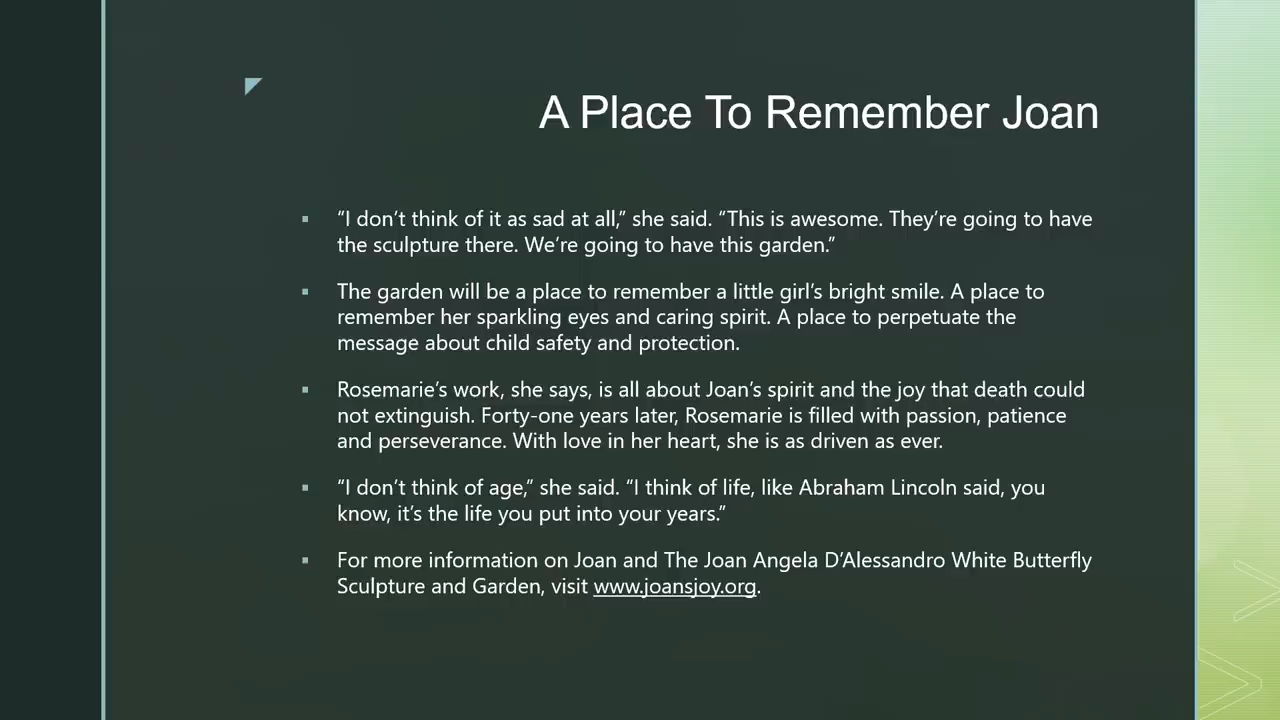 A Place To Remember Joan
“I don’t think of it as sad at all,” she said. “This is awesome. They’re going to have
the sculpture there. We’re going to have this garden.”
The garden will be a place to remember a little girl’s bright smile. A place to
remember her sparkling eyes and caring spirit. A place to perpetuate the
message about child safety and protection.
Rosemarie’s work, she says, is all about Joan’s spirit and the joy that death could
not extinguish. Forty-one years later, Rosemarie is filled with passion, patience
and perseverance. With love in her heart, she is as driven as ever.
“I don’t think of age,” she said. “I think of life, like Abraham Lincoln said, you
know, it’s the life you put into your years.”
For more information on Joan and The Joan Angela D’Alessandro White Butterfly
Sculpture and Garden, visit www.joansjoy.org.